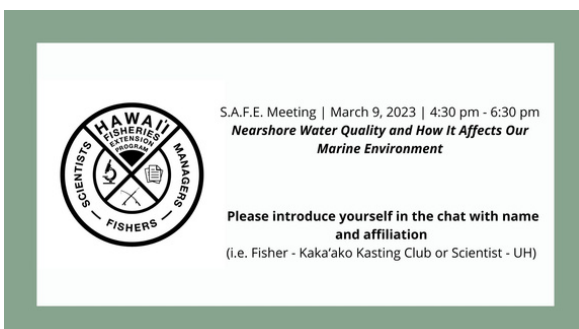 HAWAI'I
FISHERIES
EXTENSION
PROGRAM
SCIENTISTS
MANAGERS
FISHERS
S.A.F.E. Meeting | March 9, 2023 | 4:30 pm - 6:30 pm
Nearshore Water Quality and How It Affects Our
Marine Environment
Please introduce yourself in the chat with name
and affiliation
(i.e. Fisher - Kakaʻako Kasting Club or Scientist - UH)